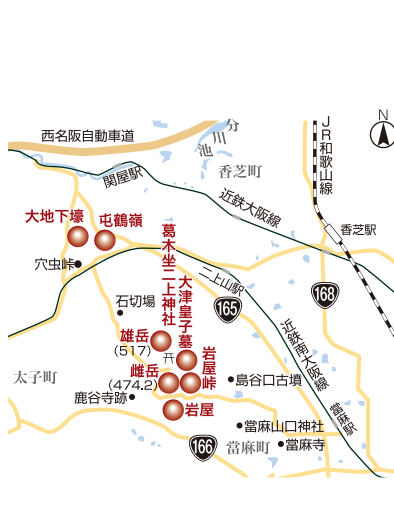 N
西名阪自動車道
分川池
JR和歌山線
香芝町
関屋駅
近鉄大阪線
香芝駅
大地下壕
屯鶴嶺
葛木坐二上神社
穴虫峠
二上山駅
大津皇子墓
石切場
165
168
雄岳
(517)
岩屋峠
近鉄南大阪線
太子町
雌岳
(474.2)
島谷口古墳
鹿谷寺跡
岩屋
當麻駅
當麻山口神社
166
當麻町
當麻寺